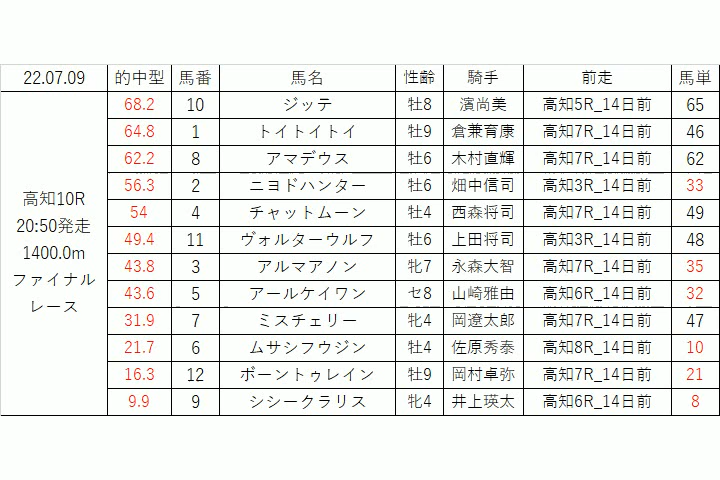 22.07.09 的中型 馬番 馬名 性齢 騎手 前走 馬単
高知10R
20:50発走
1400.0m
ファイナル
レース
68.2 10 ジッテ 牡8 濱尚美 高知5R_14日前 65
64.8 1 トイトイトイ 牡9 倉兼育康 高知7R_14日前 46
62.2 8 アマデウス 牡6 木村直輝 高知7R_14日前 62
56.3 2 ニヨドハンター 牡6 畑中信司 高知3R_14日前 33
54 4 チャットムーン 牡4 西森将司 高知7R_14日前 49
49.4 11 ヴォルターウルフ 牡6 上田将司 高知3R_14日前 48
43.8 3 アルマアノン 牝7 永森大智 高知7R_14日前 35
43.6 5 アールケイワン セ8 山崎雅由 高知6R_14日前 32
31.9 7 ミスチェリー 牝4 岡遼太郎 高知7R_14日前 47
21.7 6 ムサシフウジン 牡4 佐原秀泰 高知8R_14日前 10
16.3 12 ボーントゥレイン 牡9 岡村卓弥 高知7R_14日前 21
9.9 9 シシークラリス 牝4 井上瑛太 高知6R_14日前 8